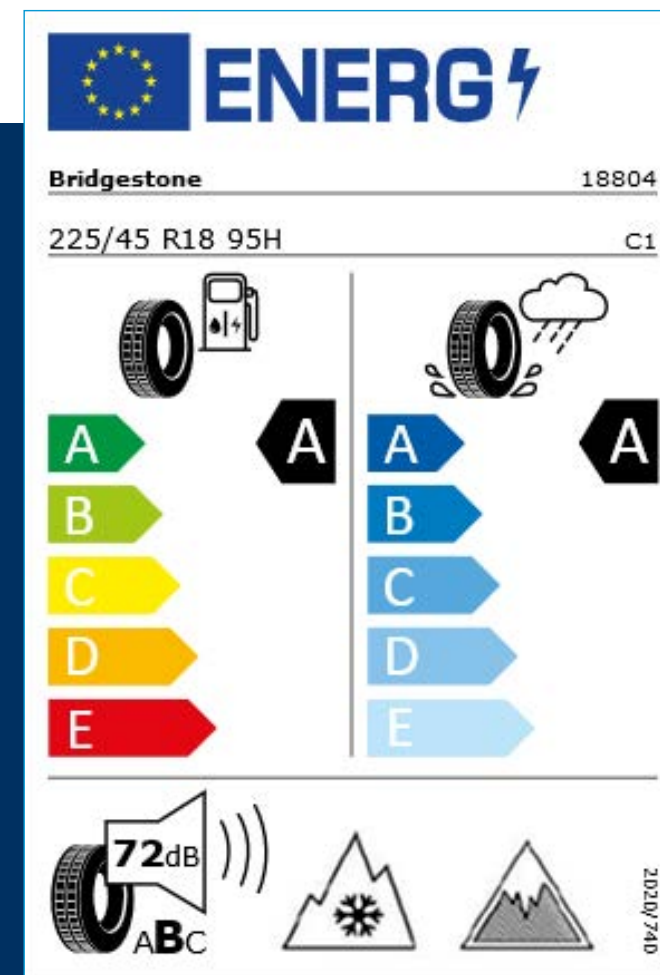 ENERG
Bridgestone 18804
225/45 R18 95H C1
A A A A
B B
C C
D D
E E
72dB
ABC
2020/740